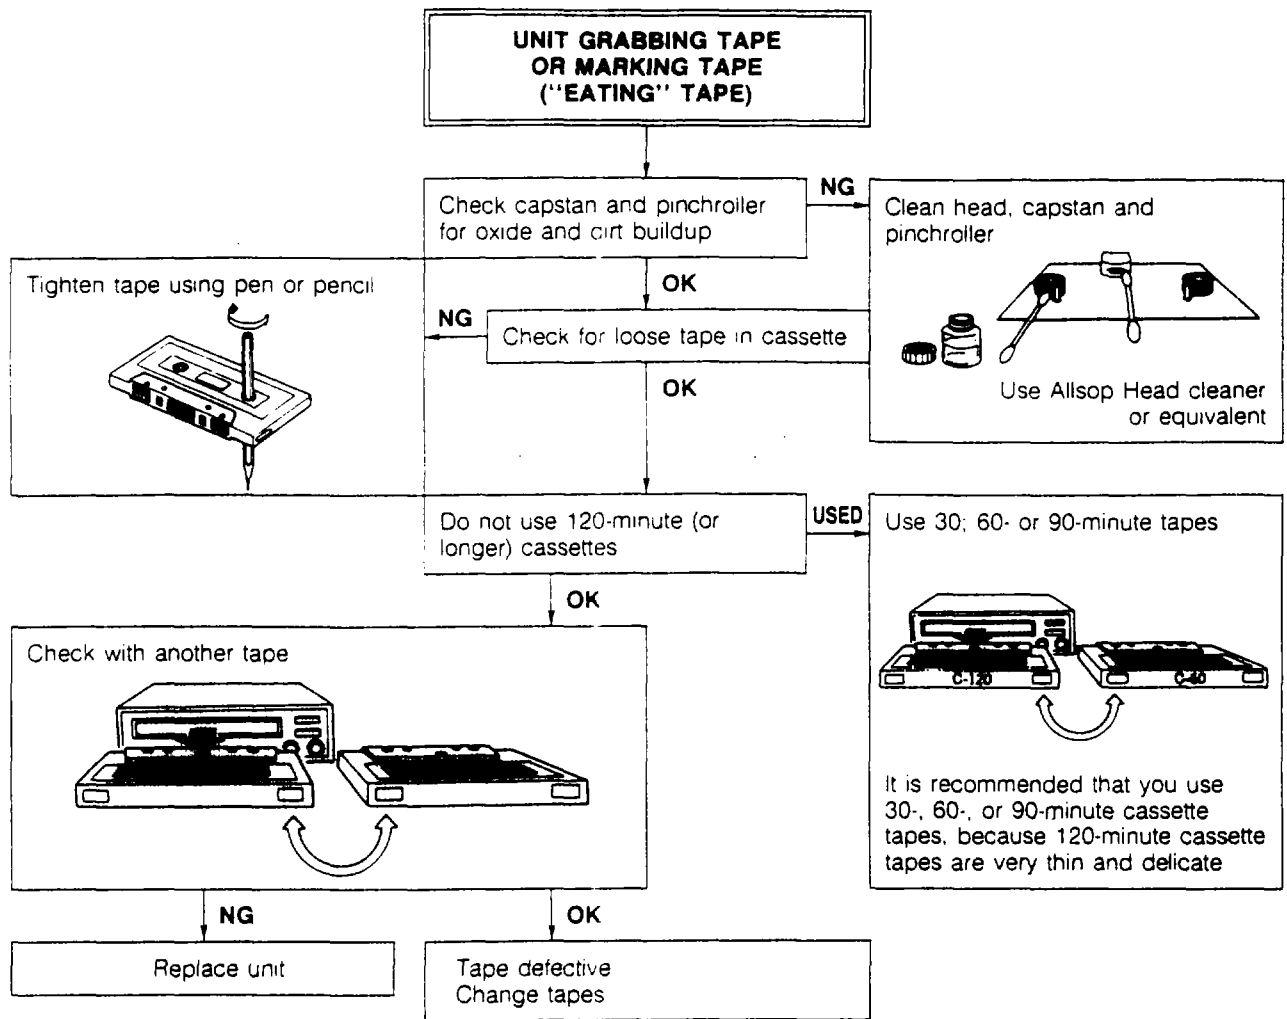 UNIT GRABBING TAPE
OR MARKING TAPE
("EATING" TAPE)
Check capstan and pinchroller
for oxide and dirt buildup
NG
Clean head, capstan and
pinchroller
Use Allsop Head cleaner
or equivalent
OK
Check for loose tape in cassette
NG
Tighten tape using pen or pencil
OK
Do not use 120-minute (or
longer) cassettes
USED
Use 30; 60- or 90-minute tapes
C-120
C-60
It is recommended that you use
30-, 60-, or 90-minute cassette
tapes, because 120-minute cassette
tapes are very thin and delicate
OK
Check with another tape
NG
Replace unit
OK
Tape defective
Change tapes